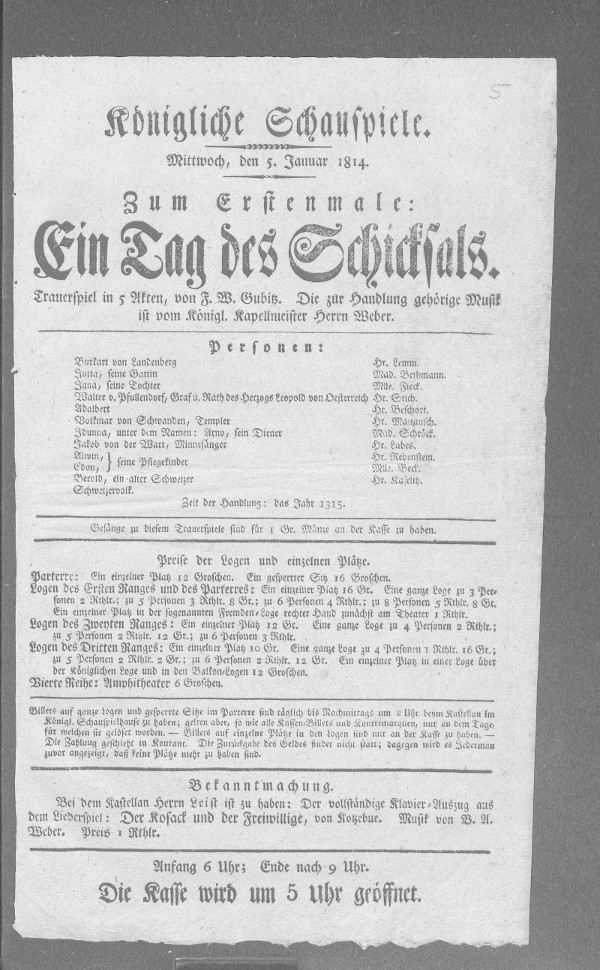 5
Königliche Schauspiele.
Mittwoch, den 5. Januar 1814.
Zum Erstenmale:
Ein Tag des Schicksals.
Trauerspiel in 5 Akten, von F. W. Gubitz. Die zur Handlung gehörige Musik
ist vom Königl. Kapellmeister Herrn Weber.
Personen:
Burkart von Landenberg Hr. Lemm.
Jutta, seine Gattin Mad. Bethmann.
Igna, seine Tochter Mlle. Fleck.
Walter v. Pfullendorf, Graf u. Rath des Herzogs Leopold von Oesterreich Hr. Stich.
Adalbert Hr. Beschort.
Volkmar von Schwanden, Templer Hr. Maurer.
Idunna, unter dem Namen: Arno, sein Diener Mad. Schröck.
Jakob von der Wart, Minnesänger Hr. Labes.
Alwin, Hr. Rebenstein.
Edon, } seine Pflegekinder Mlle. Beck.
Berold, ein alter Schweizer Hr. Kaselitz.
Schweizervolk.
Zeit der Handlung: das Jahr 1315.
Gesänge zu diesem Trauerspiele sind für 1 Gr. Münze an der Kasse zu haben.
Preise der Logen und einzelnen Plätze.
Parterre: Ein einzelner Platz 12 Groschen. Ein gesperrter Sitz 16 Groschen.
Logen des Ersten Ranges und des Parterres: Ein einzelner Platz 16 Gr. Eine ganze Loge zu 3 Per-
sonen 2 Rthlr.; zu 5 Personen 3 Rthlr. 8 Gr.; zu 6 Personen 4 Rthlr.; zu 8 Personen 5 Rthlr. 8 Gr.
Ein einzelner Platz in der sogenannten Fremden-Loge rechter Hand zunächst am Theater 1 Rthlr.
Logen des Zweyten Ranges: Ein einzelner Platz 12 Gr. Eine ganze Loge zu 4 Personen 2 Rthlr.;
zu 5 Personen 2 Rthlr. 12 Gr.; zu 6 Personen 3 Rthlr.
Logen des Dritten Ranges: Ein einzelner Platz 10 Gr. Eine ganze Loge zu 4 Personen 1 Rthlr. 16 Gr.;
zu 5 Personen 2 Rthlr. 2 Gr.; zu 6 Personen 2 Rthlr. 12 Gr. Ein einzelner Platz in einer Loge über
der Königlichen Loge und in den Balkon-Logen 12 Groschen.
Vierte Reihe: Amphitheater 6 Groschen.
Billets auf ganze Logen und gesperrte Sitze im Parterre sind täglich bis Nachmittags um 2 Uhr beym Kastellan im
Königl. Schauspielhause zu haben; gelten aber, so wie alle Kassen-Billets und Kontremarquen, nur an dem Tage,
für welchen sie gelöset worden. — Billets auf einzelne Plätze in den Logen sind nur an der Kasse zu haben. —
Die Zahlung geschieht in Kourant. Die Zurückgabe des Geldes findet nicht statt; dagegen wird es Jederman
zuvor angezeigt, daß keine Plätze mehr zu haben sind.
Bekanntmachung.
Bei dem Kastellan Herrn Leist ist zu haben: Der vollständige Klavier-Auszug aus
dem Liederspiel: Der Kosack und der Freiwillige, von Kotzebue. Musik von B. A.
Weber. Preis 1 Rthlr.
Anfang 6 Uhr; Ende nach 9 Uhr.
Die Kasse wird um 5 Uhr geöffnet.